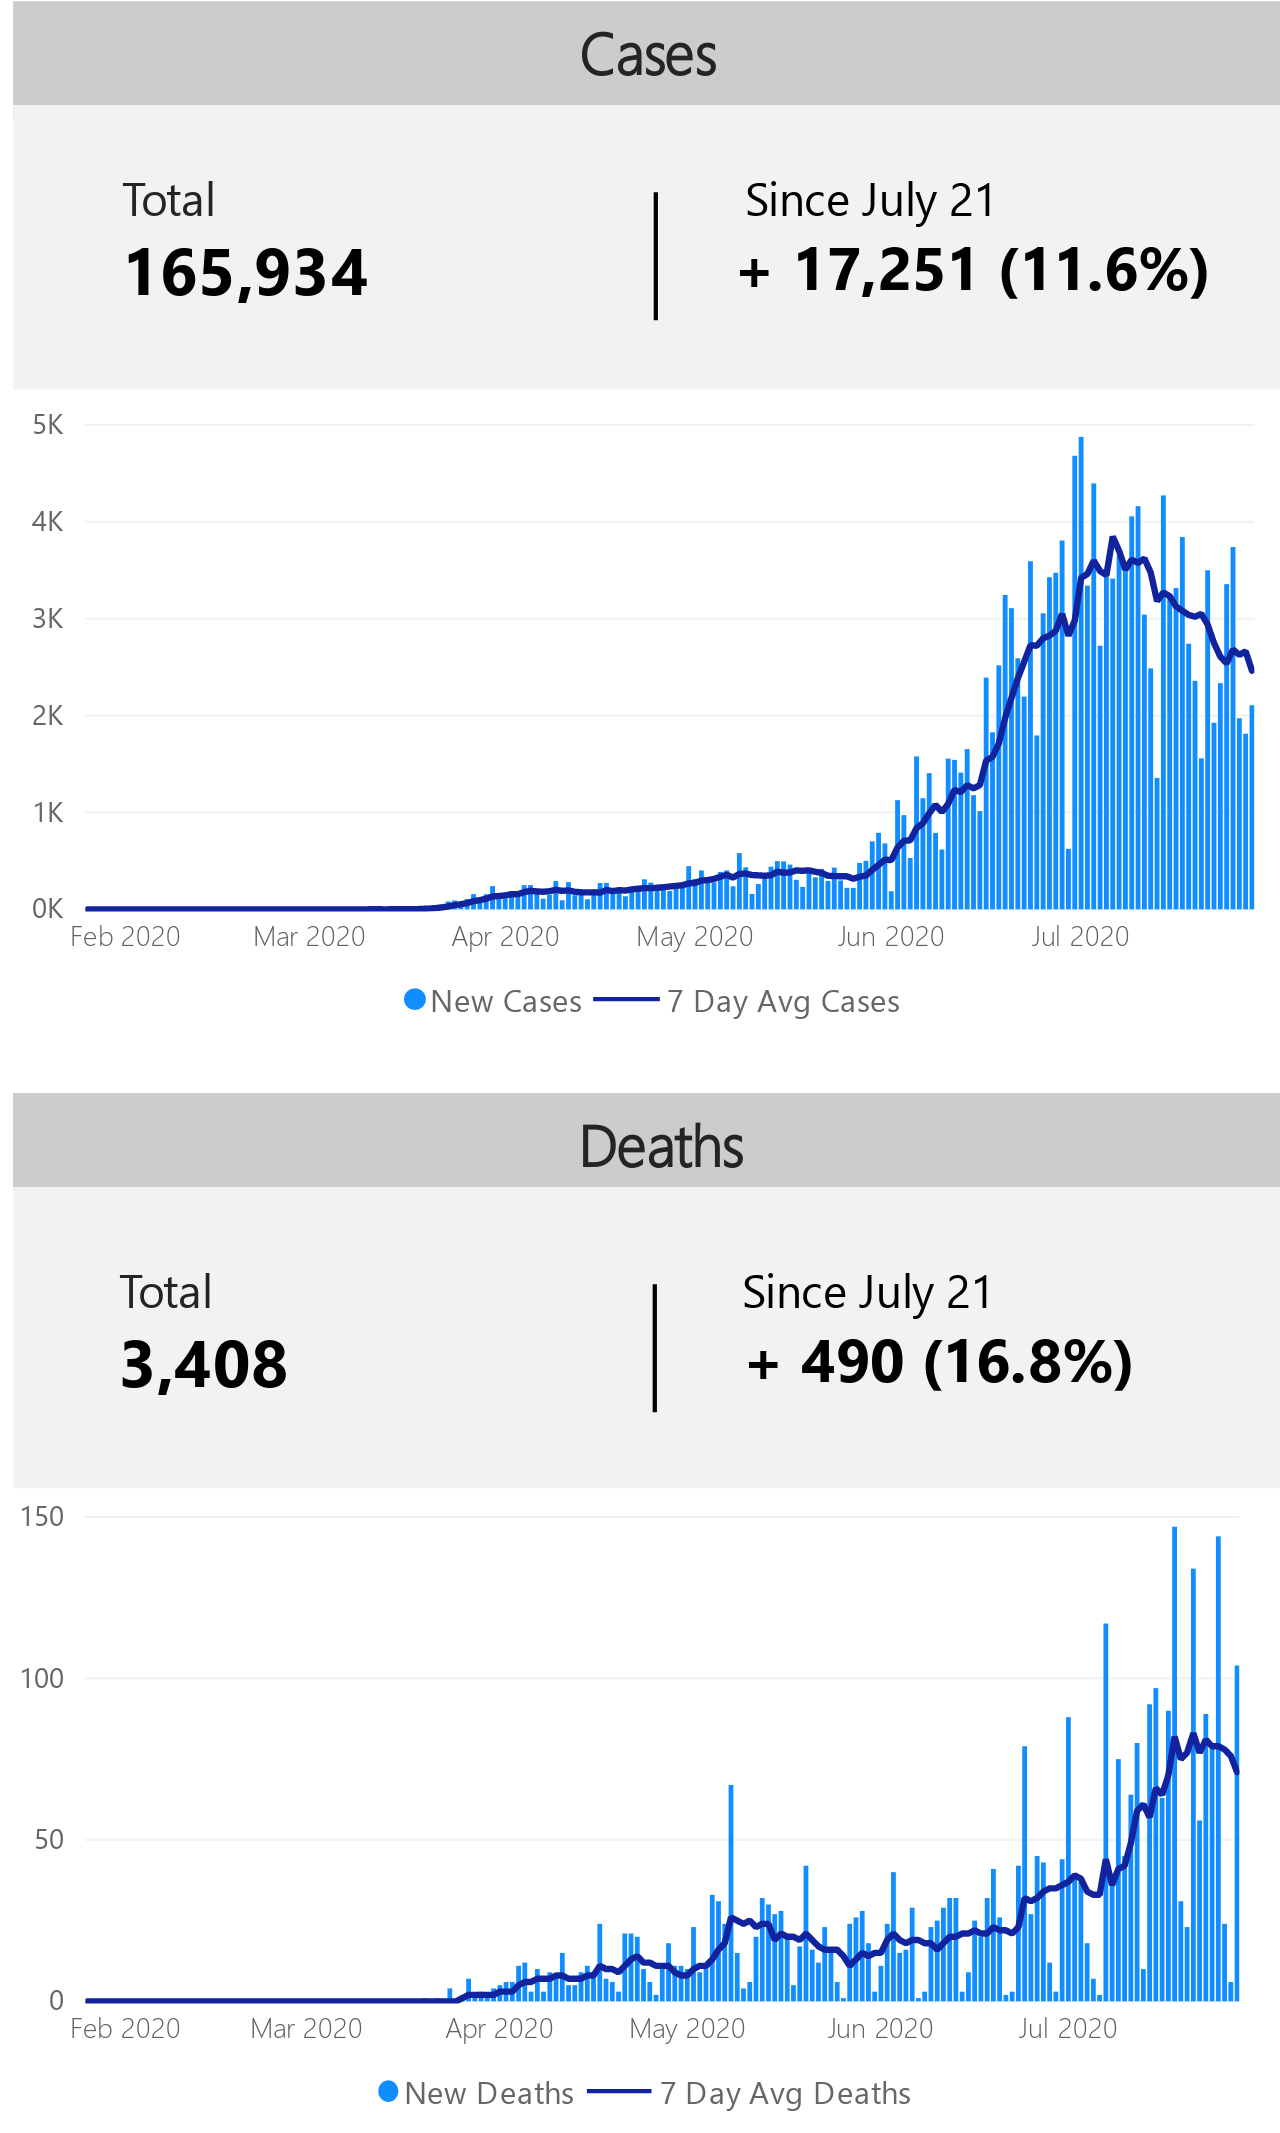 Cases
Total
Since July 21
165,934
+ 17,251 (11.6%)
5K
4K
3K
2K
1K
0K
Feb 2020 Mar 2020 Apr 2020 May 2020 Jun 2020 Jul 2020
New Cases 7 Day Avg Cases
Deaths
Total
Since July 21
3,408
+ 490 (16.8%)
150
100
50
0
Feb 2020 Mar 2020 Apr 2020 May 2020 Jun 2020 Jul 2020
New Deaths 7 Day Avg Deaths